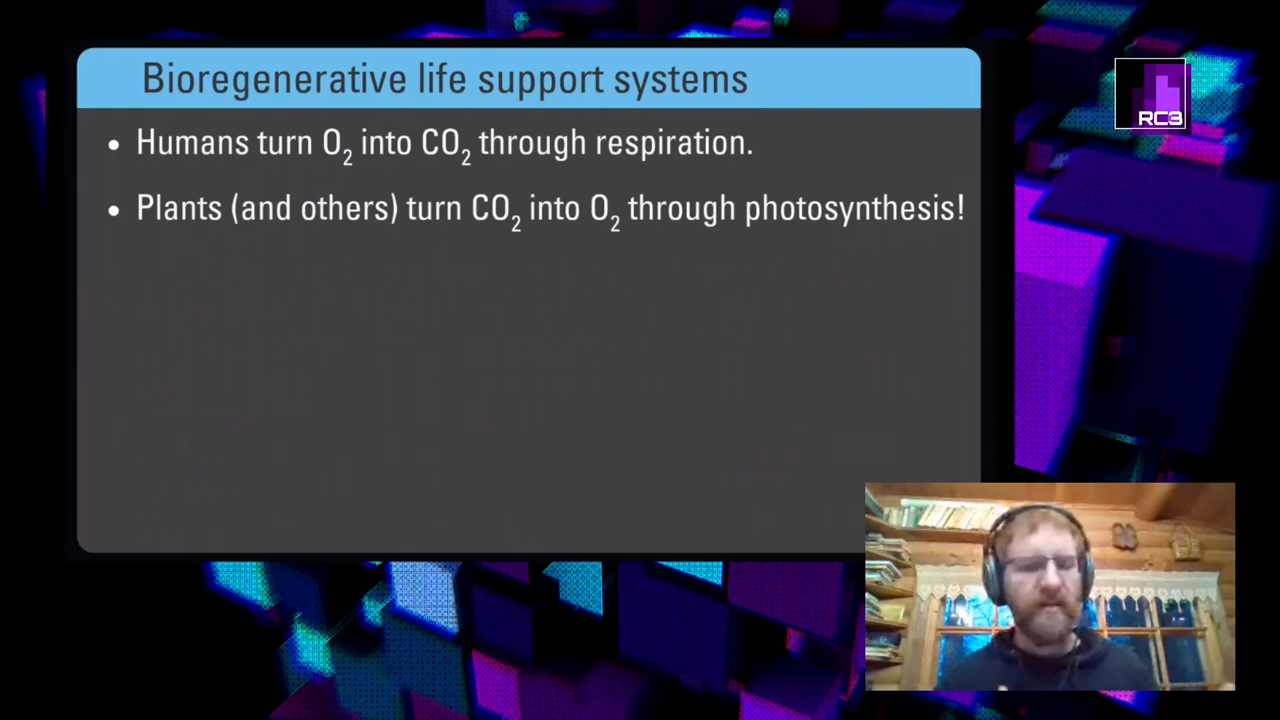 Bioregenerative life support systems
RC3
• Humans turn O₂ into CO₂ through respiration.
• Plants (and others) turn CO₂ into O₂ through photosynthesis!